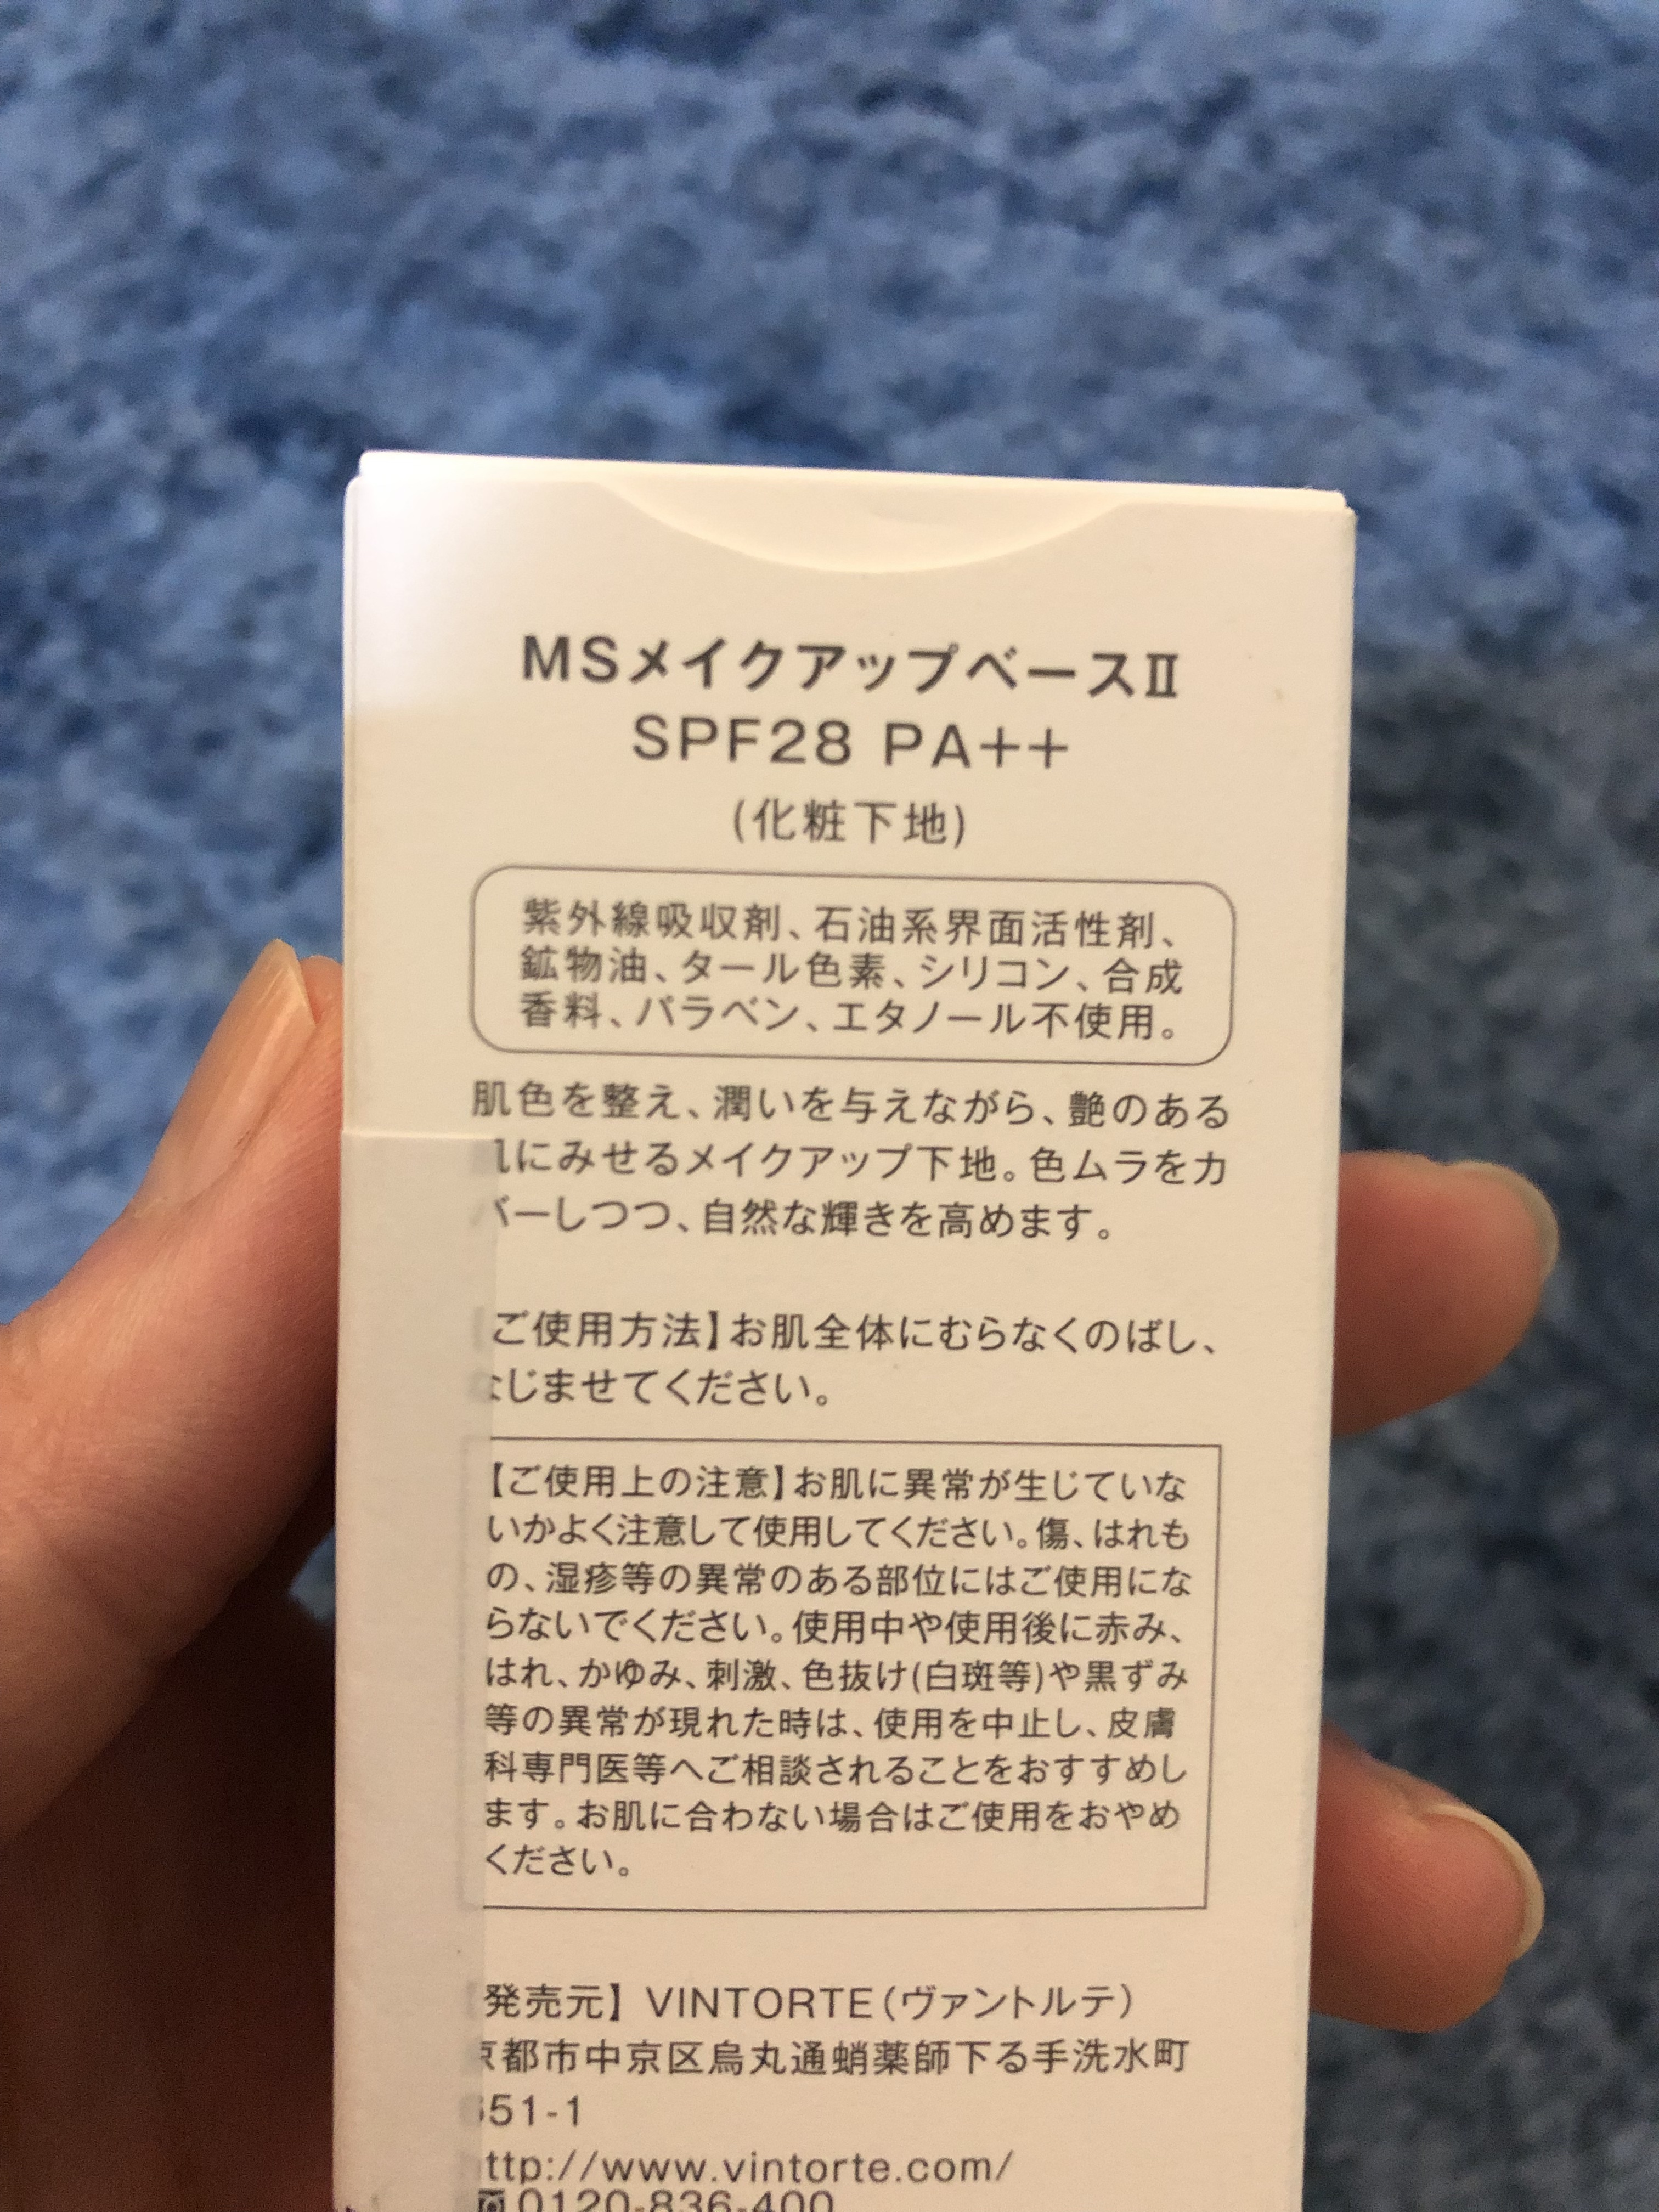 MSメイクアップベースⅡ
SPF28 PA++
(化粧下地)
紫外線吸収剤、石油系界面活性剤、
鉱物油、タール色素、シリコン、合成
香料、パラベン、エタノール不使用。
肌色を整え、潤いを与えながら、艶のある
肌にみせるメイクアップ下地。色ムラをカ
バーしつつ、自然な輝きを高めます。
【ご使用方法】お肌全体にむらなくのばし、
なじませてください。
【ご使用上の注意】お肌に異常が生じていな
いかよく注意して使用してください。傷、はれも
の、湿疹等の異常のある部位にはご使用にな
らないでください。使用中や使用後に赤み、
はれ、かゆみ、刺激、色抜け(白斑等)や黒ずみ
等の異常が現れた時は、使用を中止し、皮膚
科専門医等へご相談されることをおすすめし
ます。お肌に合わない場合はご使用をおやめ
ください。
【発売元】VINTORTE(ヴァントルテ)
京都市中京区烏丸通蛸薬師下る手洗水町
651-1
http://www.vintorte.com/
0120-836-400